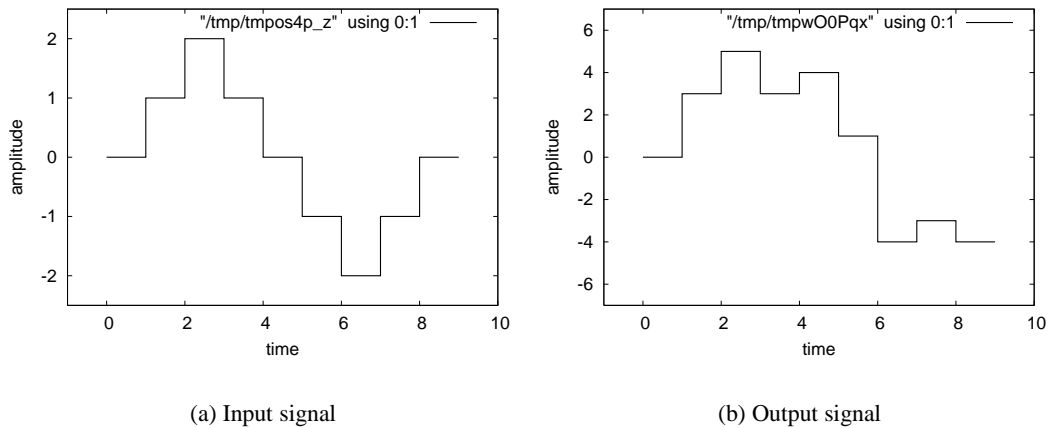 "/tmp/tmpos4p_z" using 0:1
2
1
0
-1
-2
amplitude
0 2 4 6 8 10
time
(a) Input signal
"/tmp/tmpwO0Pqx" using 0:1
6
4
2
0
-2
-4
-6
amplitude
0 2 4 6 8 10
time
(b) Output signal